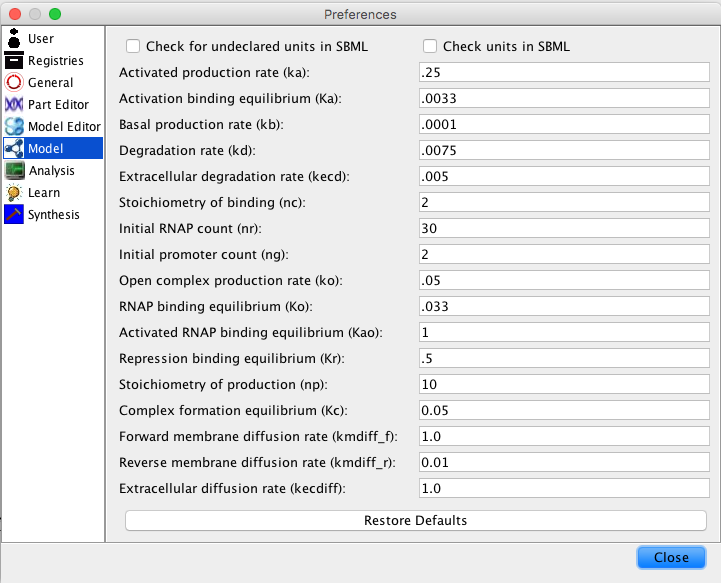 Preferences
User
Registries
General
Part Editor
Model Editor
Model
Analysis
Learn
Synthesis
Check for undeclared units in SBML Check units in SBML
Activated production rate (ka): .25
Activation binding equilibrium (Ka): .0033
Basal production rate (kb): .0001
Degradation rate (kd): .0075
Extracellular degradation rate (kecd): .005
Stoichiometry of binding (nc): 2
Initial RNAP count (nr): 30
Initial promoter count (ng): 2
Open complex production rate (ko): .05
RNAP binding equilibrium (Ko): .033
Activated RNAP binding equilibrium (Kao): 1
Repression binding equilibrium (Kr): .5
Stoichiometry of production (np): 10
Complex formation equilibrium (Kc): 0.05
Forward membrane diffusion rate (kmdiff_f): 1.0
Reverse membrane diffusion rate (kmdiff_r): 0.01
Extracellular diffusion rate (kecdiff): 1.0
Restore Defaults
Close